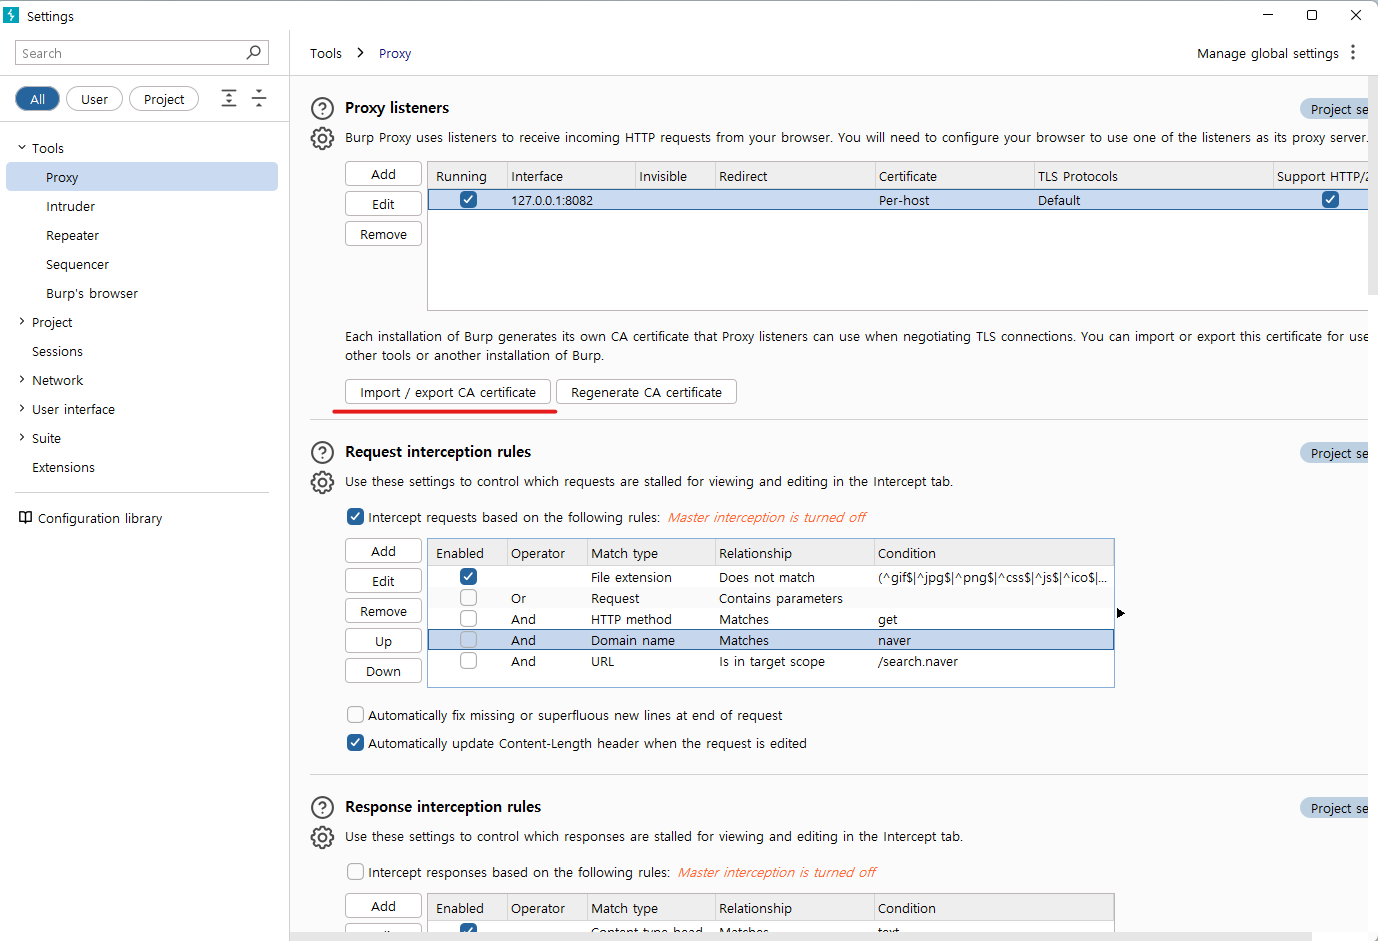 Settings
Search
Tools > Proxy
Manage global settings
All User Project
Tools
Proxy
Intruder
Repeater
Sequencer
Burp's browser
Project
Sessions
Network
User interface
Suite
Extensions
Configuration library
Proxy listeners
Project se
Burp Proxy uses listeners to receive incoming HTTP requests from your browser. You will need to configure your browser to use one of the listeners as its proxy server.
Add
Edit
Remove
Running Interface Invisible Redirect Certificate TLS Protocols Support HTTP/2
127.0.0.1:8082 Per-host Default
Each installation of Burp generates its own CA certificate that Proxy listeners can use when negotiating TLS connections. You can import or export this certificate for use
other tools or another installation of Burp.
Import / export CA certificate Regenerate CA certificate
Request interception rules
Project se
Use these settings to control which requests are stalled for viewing and editing in the Intercept tab.
Intercept requests based on the following rules: Master interception is turned off
Add
Edit
Remove
Up
Down
Enabled Operator Match type Relationship Condition
File extension Does not match (^gif$|^jpg$|^png$|^css$|^js$|^ico$|...
Or Request Contains parameters
And HTTP method Matches get
And Domain name Matches naver
And URL Is in target scope /search.naver
Automatically fix missing or superfluous new lines at end of request
Automatically update Content-Length header when the request is edited
Response interception rules
Project se
Use these settings to control which responses are stalled for viewing and editing in the Intercept tab.
Intercept responses based on the following rules: Master interception is turned off
Add
Enabled Operator Match type Relationship Condition
Content type head Matches text